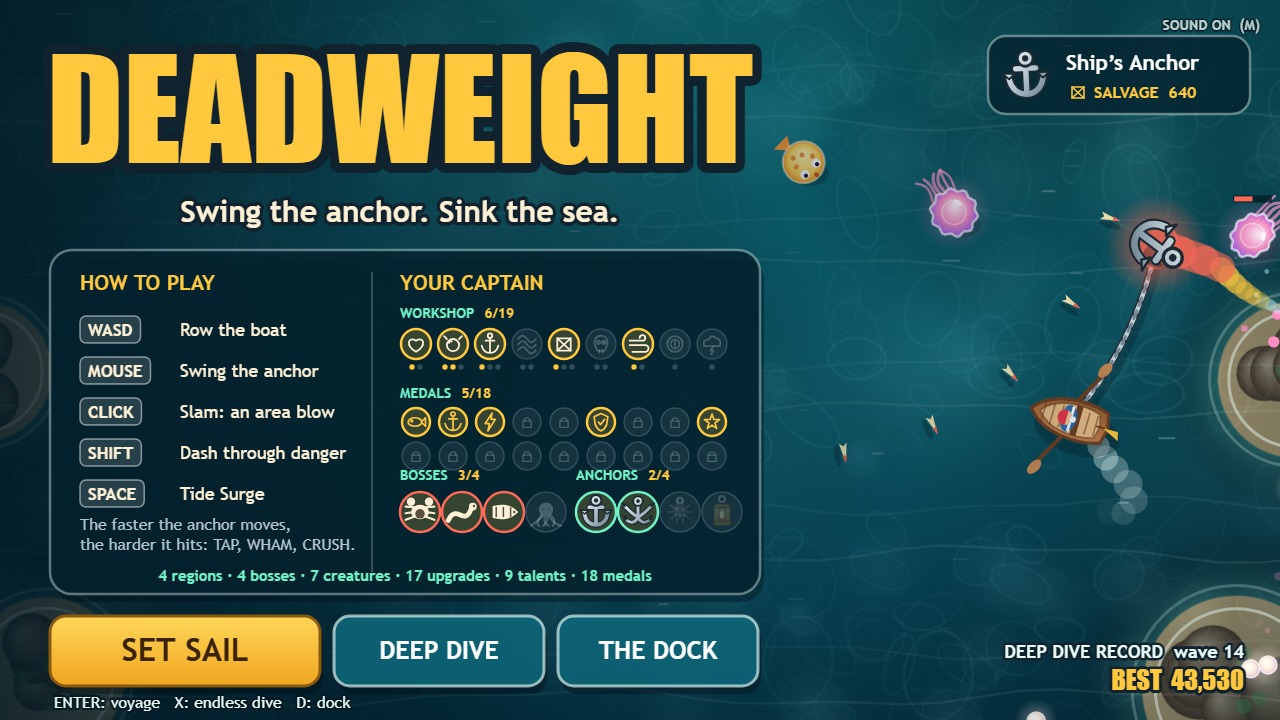 SOUND ON (M)
DEADWEIGHT
Ship's Anchor
SALVAGE 640
Swing the anchor. Sink the sea.
HOW TO PLAY
WASD Row the boat
MOUSE Swing the anchor
CLICK Slam: an area blow
SHIFT Dash through danger
SPACE Tide Surge
The faster the anchor moves,
the harder it hits: TAP, WHAM, CRUSH.
YOUR CAPTAIN
WORKSHOP 6/19
MEDALS 5/18
BOSSES 3/4 ANCHORS 2/4
4 regions · 4 bosses · 7 creatures · 17 upgrades · 9 talents · 18 medals
SET SAIL DEEP DIVE THE DOCK
ENTER: voyage X: endless dive D: dock
DEEP DIVE RECORD wave 14
BEST 43,530